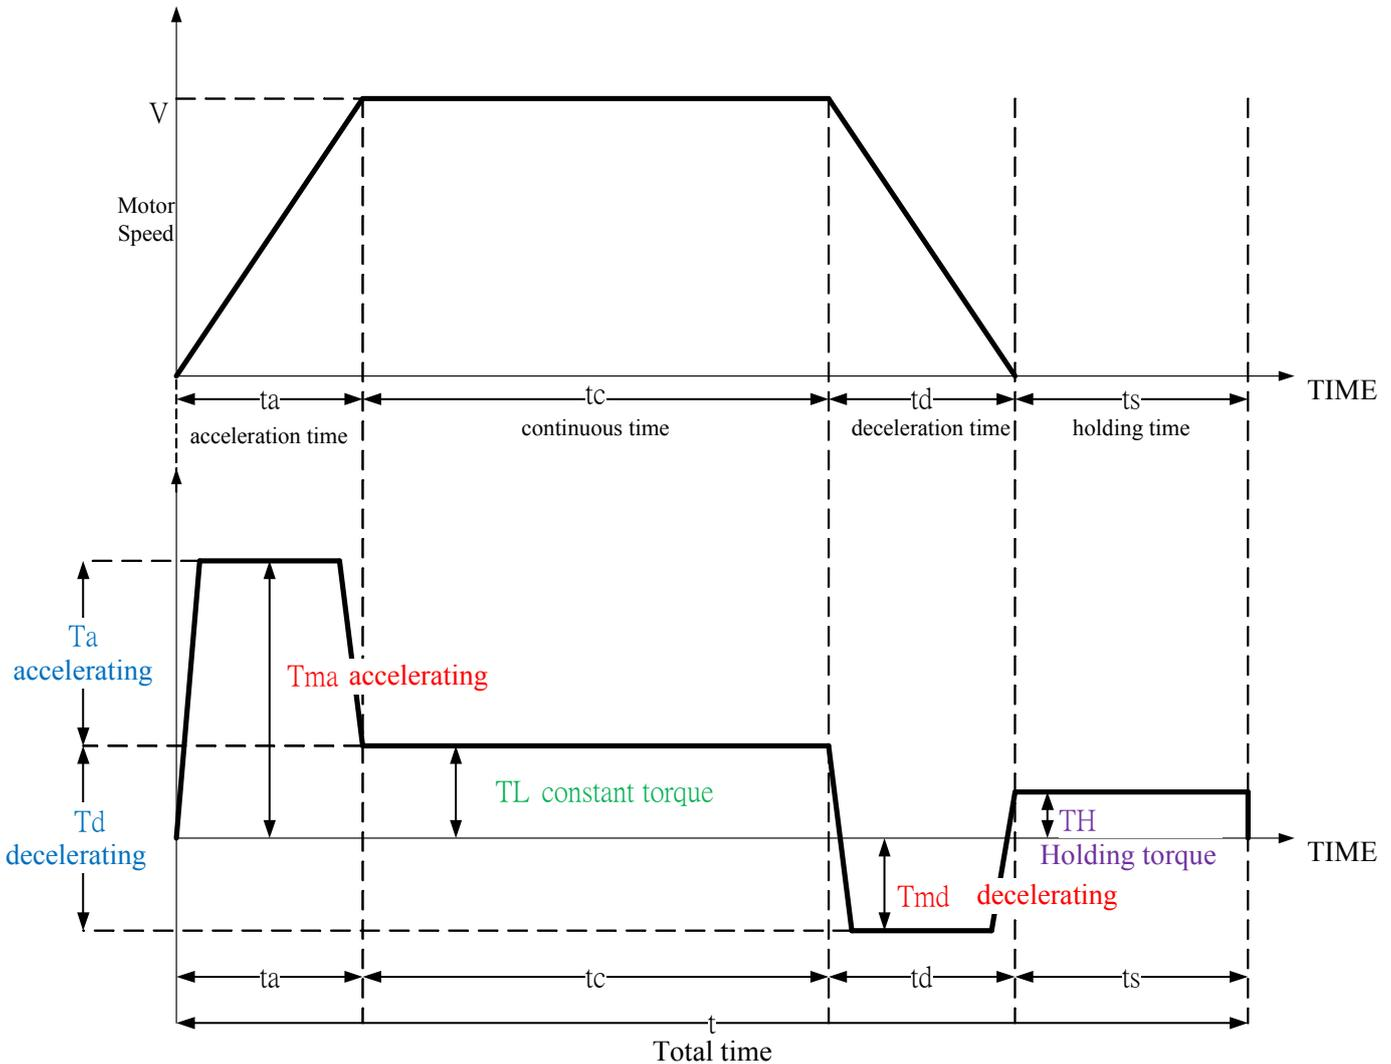 V
Motor
Speed
TIME
ta
tc
td
ts
acceleration time
continuous time
deceleration time
holding time
Ta
accelerating
Tma accelerating
TL constant torque
Td
decelerating
TH
Holding torque
TIME
Tmd decelerating
ta
tc
td
ts
t
Total time